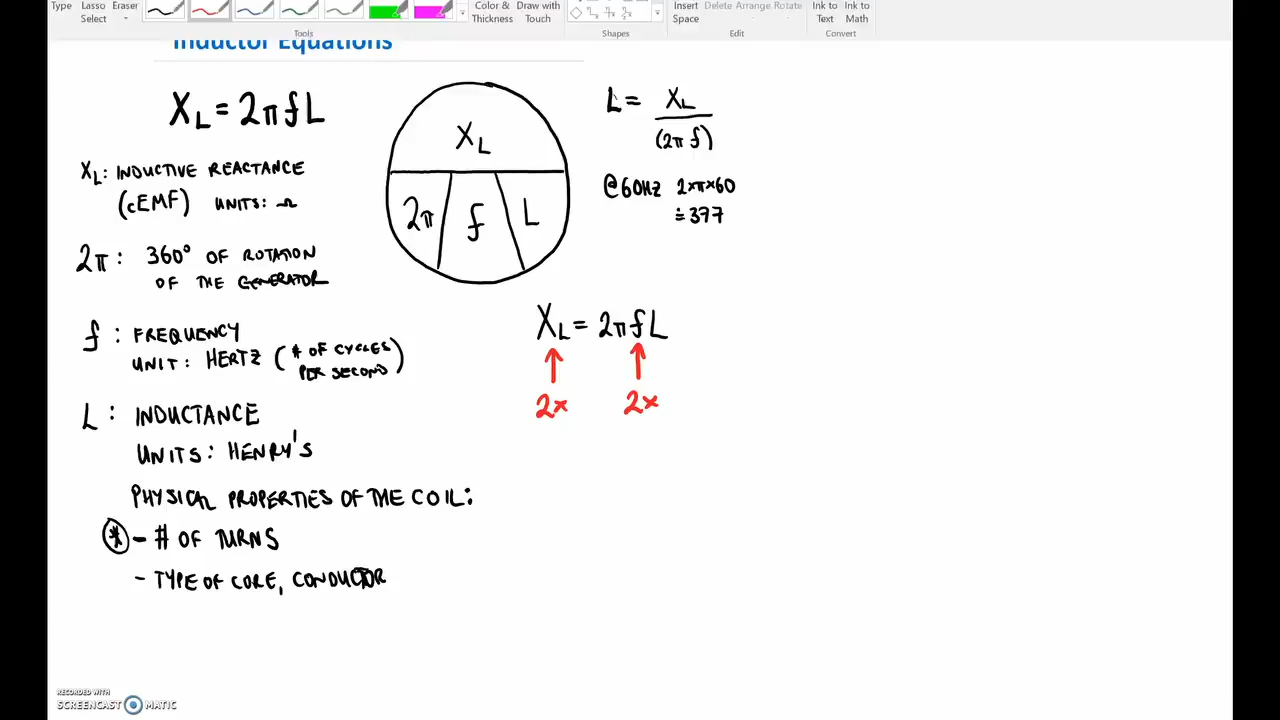 Type
Lasso
Select
Eraser
Color &
Thickness
Draw with
Touch
Insert
Space
Delete Arrange Rotate
Ink to
Text
Ink to
Math
Tools
Shapes
Edit
Convert
Inductor Equations
XL = 2πfL
XL: INDUCTIVE REACTANCE
(cEMF) UNITS: Ω
2π: 360° OF ROTATION
OF THE GENERATOR
f: FREQUENCY
UNIT: HERTZ (# OF CYCLES
PER SECOND)
L: INDUCTANCE
UNITS: HENRY'S
PHYSICAL PROPERTIES OF THE COIL:
* - # OF TURNS
- TYPE OF CORE, CONDUCTOR
XL
2π f L
L = XL
(2π f)
@60HZ 2×π×60
≐ 377
XL = 2πfL
2× 2×
RECORDED WITH
SCREENCAST MATIC